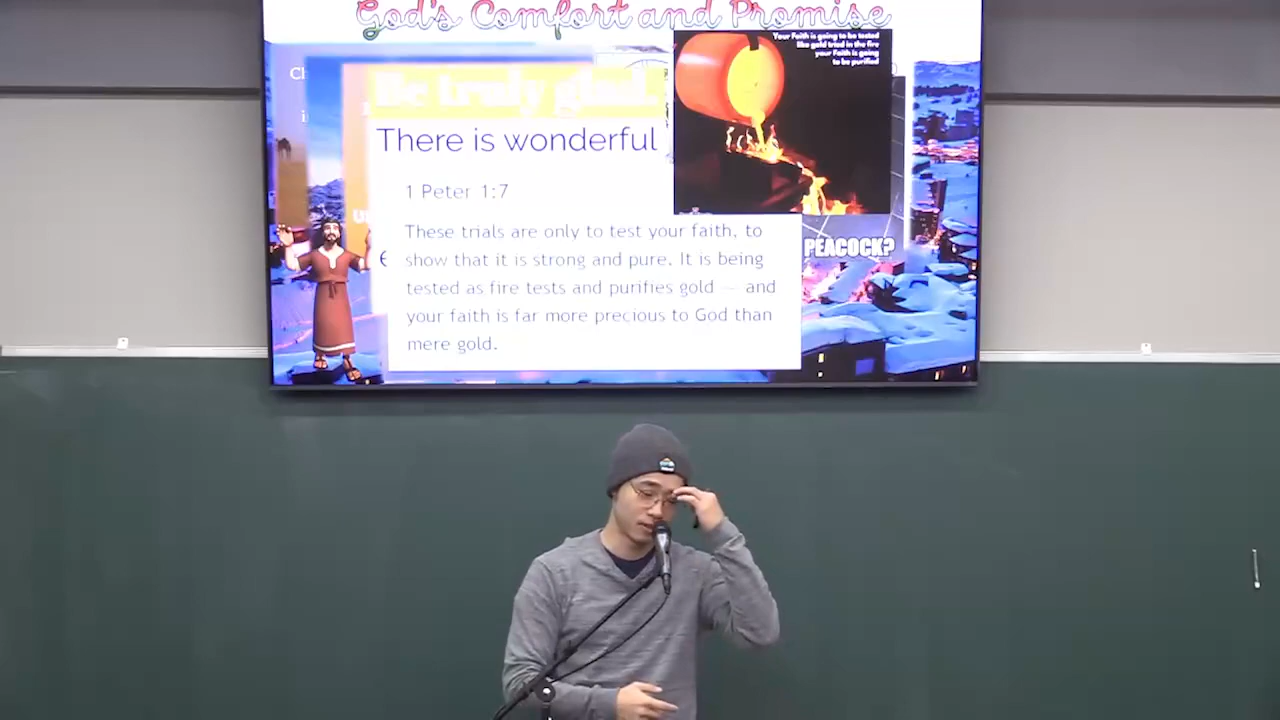 God's Comfort and Promise
Your Faith is going to be tested
like gold tried in the fire
your Faith is going
to be purified
Be truly glad.
There is wonderful
1 Peter 1:7
These trials are only to test your faith, to
show that it is strong and pure. It is being
tested as fire tests and purifies gold — and
your faith is far more precious to God than
mere gold.
PEACOCK?